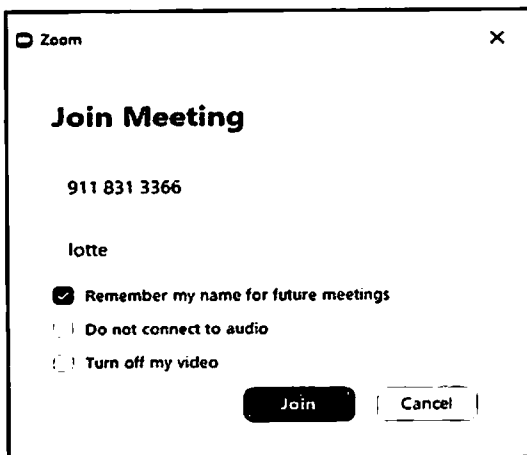 Zoom
Join Meeting
911 831 3366
lotte
Remember my name for future meetings
Do not connect to audio
Turn off my video
Join Cancel